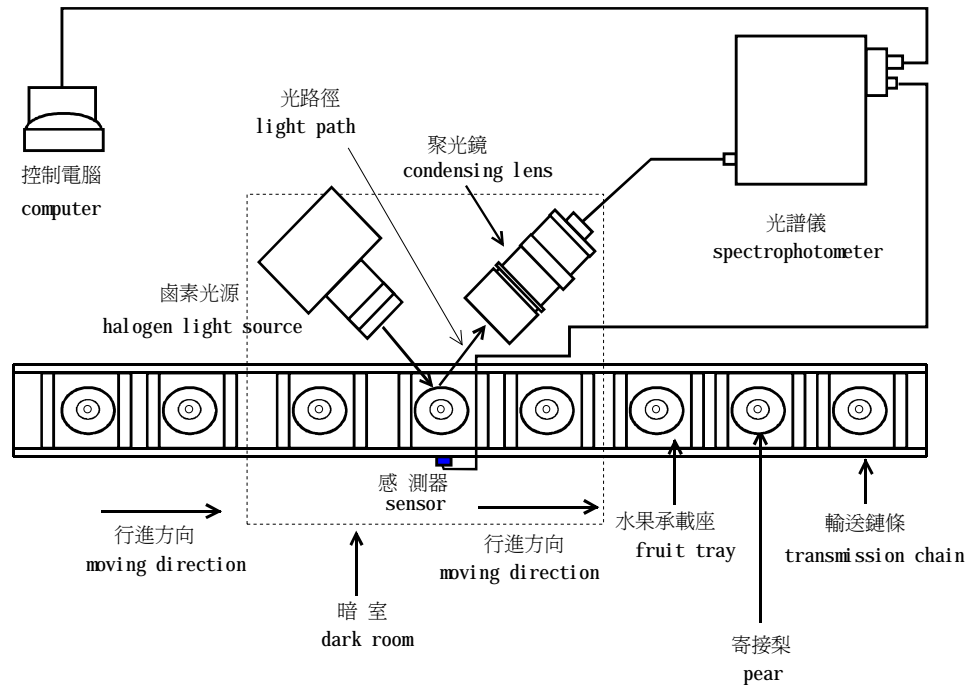 光路徑
light path
聚光鏡
condensing lens
控制電腦
computer
光譜儀
spectrophotometer
鹵素光源
halogen light source
感 測器
sensor
行進方向
moving direction
行進方向
moving direction
水果承載座
fruit tray
輸送鏈條
transmission chain
暗 室
dark room
寄接梨
pear